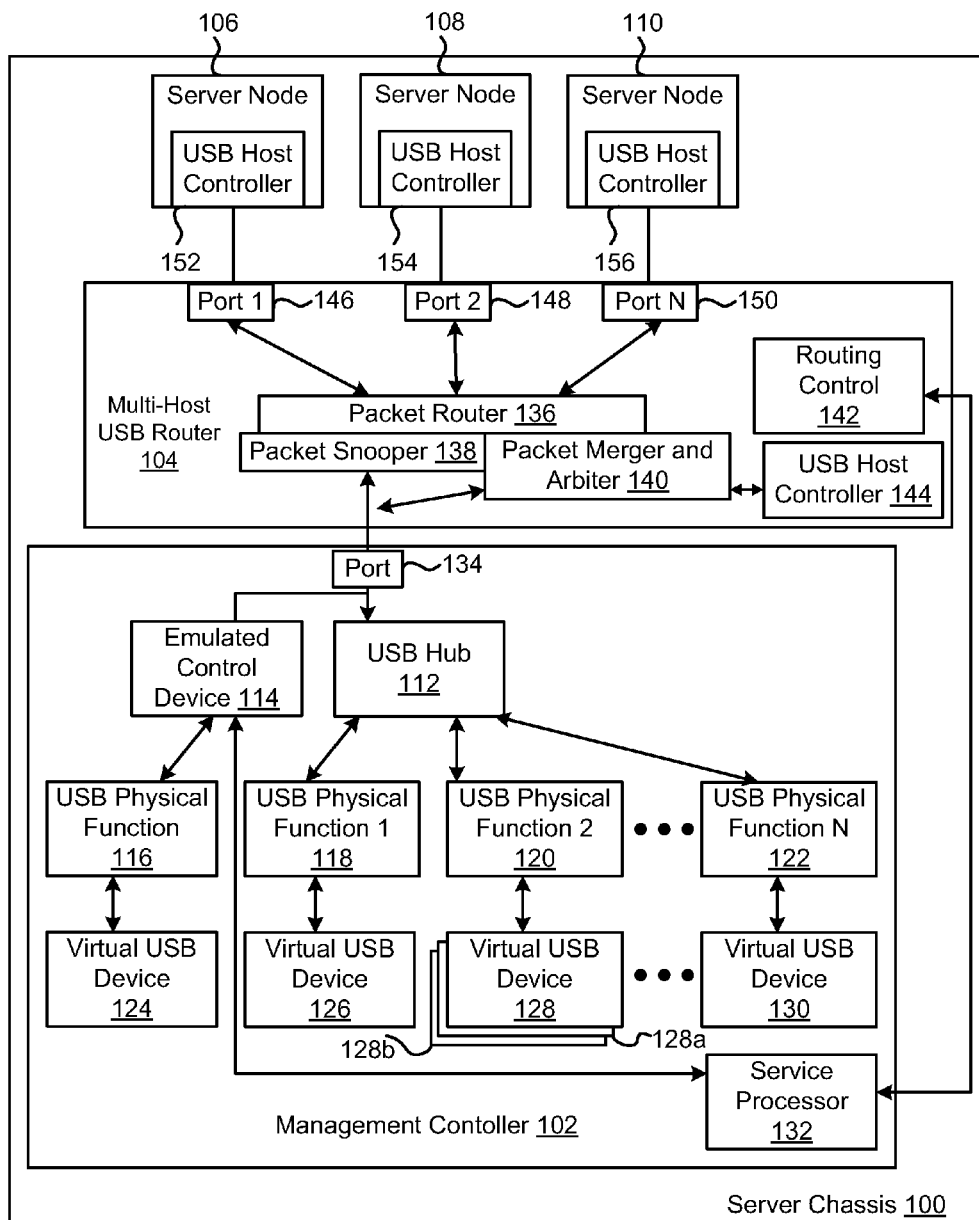 106
108
110
Server Node
Server Node
Server Node
USB Host
Controller
USB Host
Controller
USB Host
Controller
152
154
156
Port 1
146
Port 2
148
Port N
150
Routing
Control
142
Multi-Host
USB Router
104
Packet Router 136
Packet Snooper 138
Packet Merger and
Arbiter 140
USB Host
Controller 144
Port
134
Emulated
Control
Device 114
USB Hub
112
USB Physical
Function
116
USB Physical
Function 1
118
USB Physical
Function 2
120
USB Physical
Function N
122
Virtual USB
Device
124
Virtual USB
Device
126
Virtual USB
Device
128
Virtual USB
Device
130
128b
128a
Service
Processor
132
Management Contoller 102
Server Chassis 100